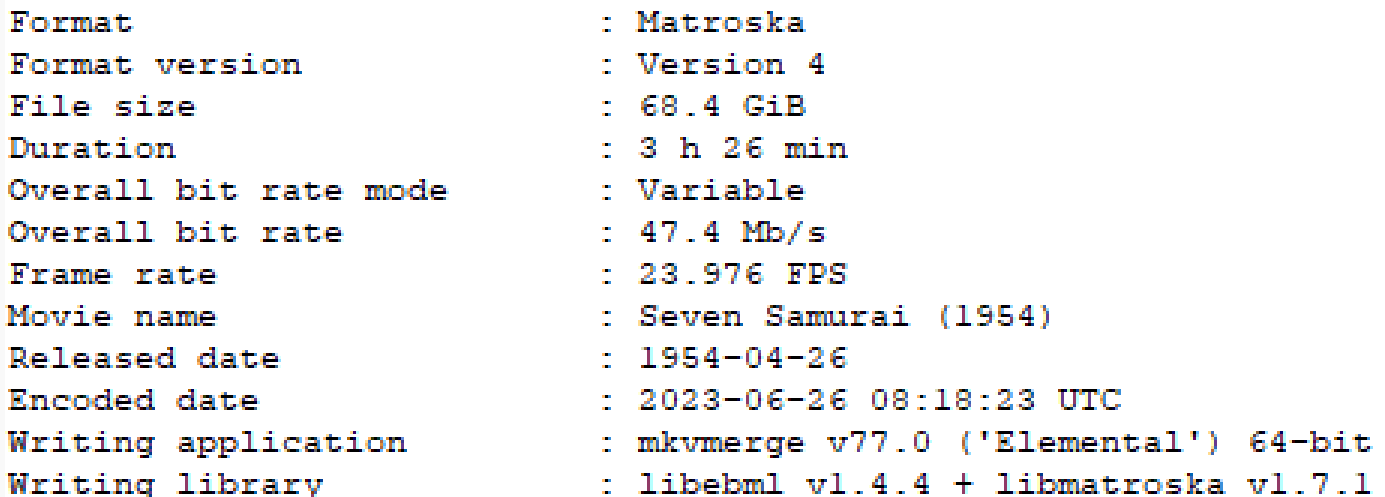 Format : Matroska
Format version : Version 4
File size : 68.4 GiB
Duration : 3 h 26 min
Overall bit rate mode : Variable
Overall bit rate : 47.4 Mb/s
Frame rate : 23.976 FPS
Movie name : Seven Samurai (1954)
Released date : 1954-04-26
Encoded date : 2023-06-26 08:18:23 UTC
Writing application : mkvmerge v77.0 ('Elemental') 64-bit
Writing library : libebml v1.4.4 + libmatroska v1.7.1